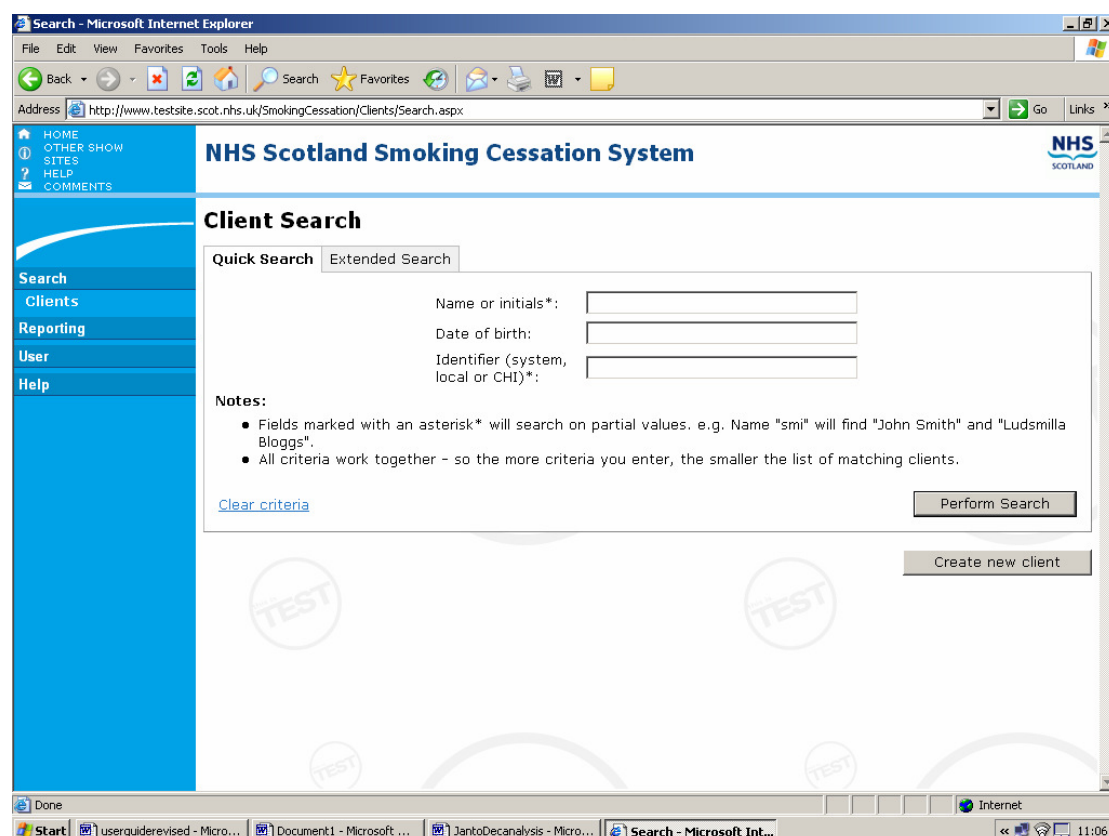 Search - Microsoft Internet Explorer
File Edit View Favorites Tools Help
Back Search Favorites
Address http://www.testsite.scot.nhs.uk/SmokingCessation/Clients/Search.aspx Go Links
HOME
OTHER SHOW
SITES
? HELP
COMMENTS
NHS Scotland Smoking Cessation System
NHS
SCOTLAND
Client Search
Quick Search Extended Search
Search
Clients
Reporting
User
Help
Name or initials*:
Date of birth:
Identifier (system,
local or CHI)*:
Notes:
● Fields marked with an asterisk* will search on partial values. e.g. Name "smi" will find "John Smith" and "Ludsmilla
Bloggs".
● All criteria work together - so the more criteria you enter, the smaller the list of matching clients.
Clear criteria Perform Search
Create new client
TEST TEST
TEST TEST
Done Internet
Start userguiderevised - Micro... Document1 - Microsoft ... JantoDecanalysis - Micro... Search - Microsoft Int... « 11:06